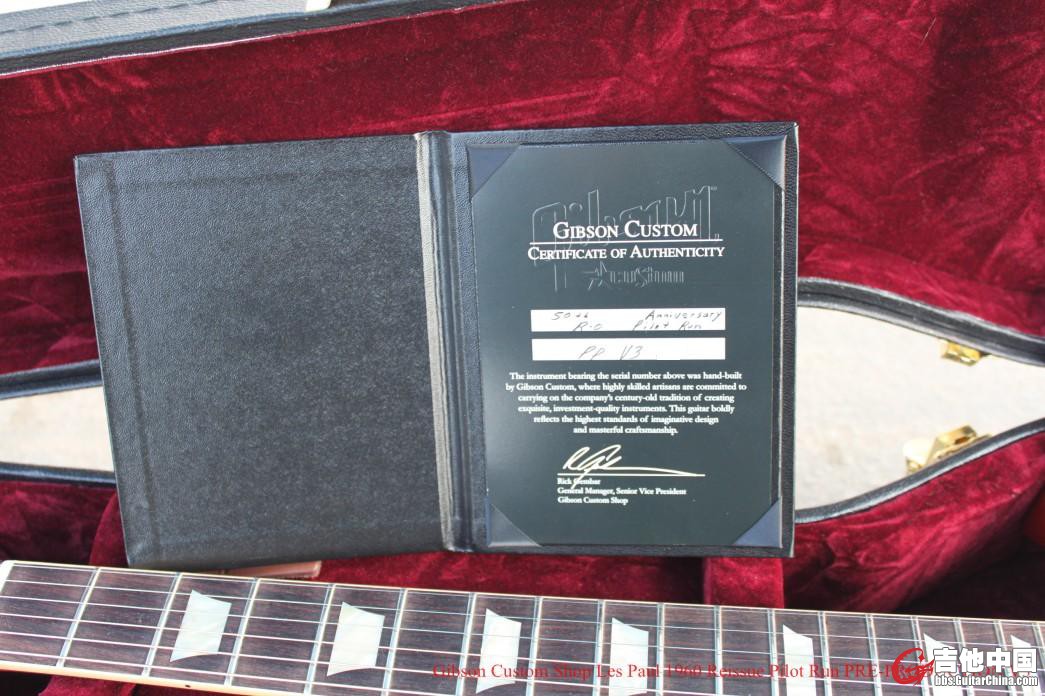 Gibson
GIBSON CUSTOM
CERTIFICATE OF AUTHENTICITY
custom
50th Anniversary
R-0 Pilot Run
PP V3
The instrument bearing the serial number above was hand-built
by Gibson Custom, where highly skilled artisans are committed to
carrying on the company's century-old tradition of creating
exquisite, investment-quality instruments. This guitar boldly
reflects the highest standards of imaginative design
and masterful craftsmanship.
Rick Gembar
General Manager, Senior Vice President
Gibson Custom Shop
Gibson Custom Shop Les Paul 1960 Reissue Pilot Run
吉他中国
bbs.GuitarChina.com